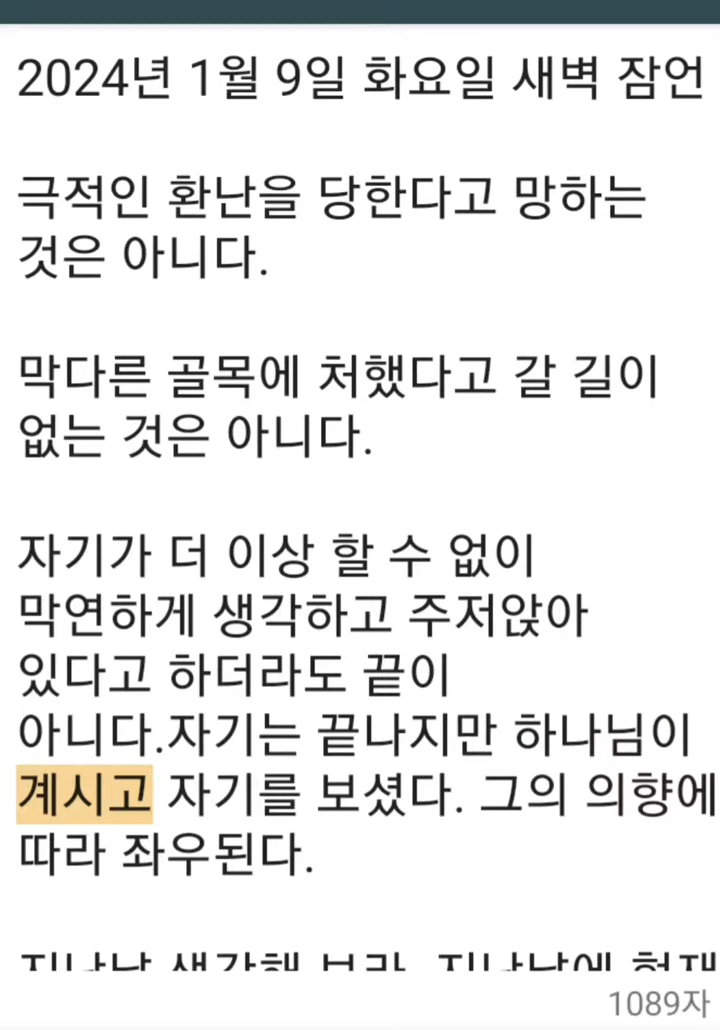 2024년 1월 9일 화요일 새벽 잠언
극적인 환난을 당한다고 망하는
것은 아니다.
막다른 골목에 처했다고 갈 길이
없는 것은 아니다.
자기가 더 이상 할 수 없이
막연하게 생각하고 주저앉아
있다고 하더라도 끝이
아니다.자기는 끝나지만 하나님이
계시고 자기를 보셨다. 그의 의향에
따라 좌우된다.
1089자